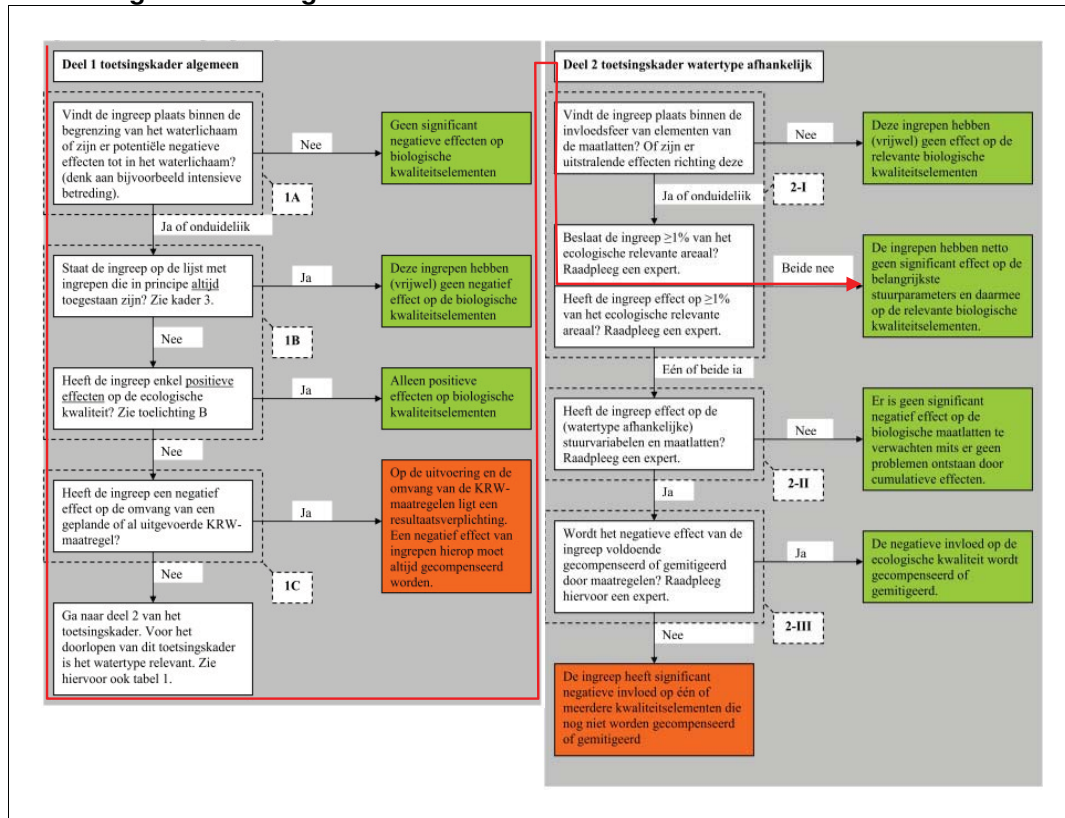 Deel 1 toetsingskader algemeen
Vindt de ingreep plaats binnen de
begrenzing van het waterlichaam
of zijn er potentiële negatieve
effecten tot in het waterlichaam?
(denk aan bijvoorbeeld intensieve
betreding).
Nee
Geen significant
negatieve effecten op
biologische
kwaliteitselementen
1A
Ja of onduidelijk
Staat de ingreep op de lijst met
ingrepen die in principe altijd
toegestaan zijn? Zie kader 3.
Ja
Deze ingrepen hebben
(vrijwel) geen negatief
effect op de biologische
kwaliteitselementen
1B
Nee
Heeft de ingreep enkel positieve
effecten op de ecologische
kwaliteit? Zie toelichting B
Ja
Alleen positieve
effecten op biologische
kwaliteitselementen
Nee
Heeft de ingreep een negatief
effect op de omvang van een
geplande of al uitgevoerde KRW-
maatregel?
Ja
Op de uitvoering en de
omvang van de KRW-
maatregelen ligt een
resultaatsverplichting.
Een negatief effect van
ingrepen hierop moet
altijd gecompenseerd
worden.
1C
Nee
Ga naar deel 2 van het
toetsingskader. Voor het
doorlopen van dit toetsingskader
is het watertype relevant. Zie
hiervoor ook tabel 1.
Deel 2 toetsingskader watertype afhankelijk
Vindt de ingreep plaats binnen de
invloedsfeer van elementen van
de maatlatten? Of zijn er
uitstralende effecten richting deze
Nee
Deze ingrepen hebben
(vrijwel) geen effect op de
relevante biologische
kwaliteitselementen
2-I
Ja of onduidelijk
Beslaat de ingreep ≥1% van het
ecologische relevante areaal?
Raadpleeg een expert.
Heeft de ingreep effect op ≥1%
van het ecologische relevante
areaal? Raadpleeg een expert.
Beide nee
De ingrepen hebben netto
geen significant effect op de
belangrijkste
stuurparameters en daarmee
op de relevante biologische
kwaliteitselementen.
Eén of beide ja
Heeft de ingreep effect op de
(watertype afhankelijke)
stuurvariabelen en maatlatten?
Raadpleeg een expert.
Nee
Er is geen significant
negatief effect op de
biologische maatlatten te
verwachten mits er geen
problemen ontstaan door
cumulatieve effecten.
2-II
Ja
Wordt het negatieve effect van de
ingreep voldoende
gecompenseerd of gemitigeerd
door maatregelen? Raadpleeg
hiervoor een expert.
Ja
De negatieve invloed op de
ecologische kwaliteit wordt
gecompenseerd of
gemitigeerd.
2-III
Nee
De ingreep heeft significant
negatieve invloed op één of
meerdere kwaliteitselementen die
nog niet worden gecompenseerd
of gemitigeerd